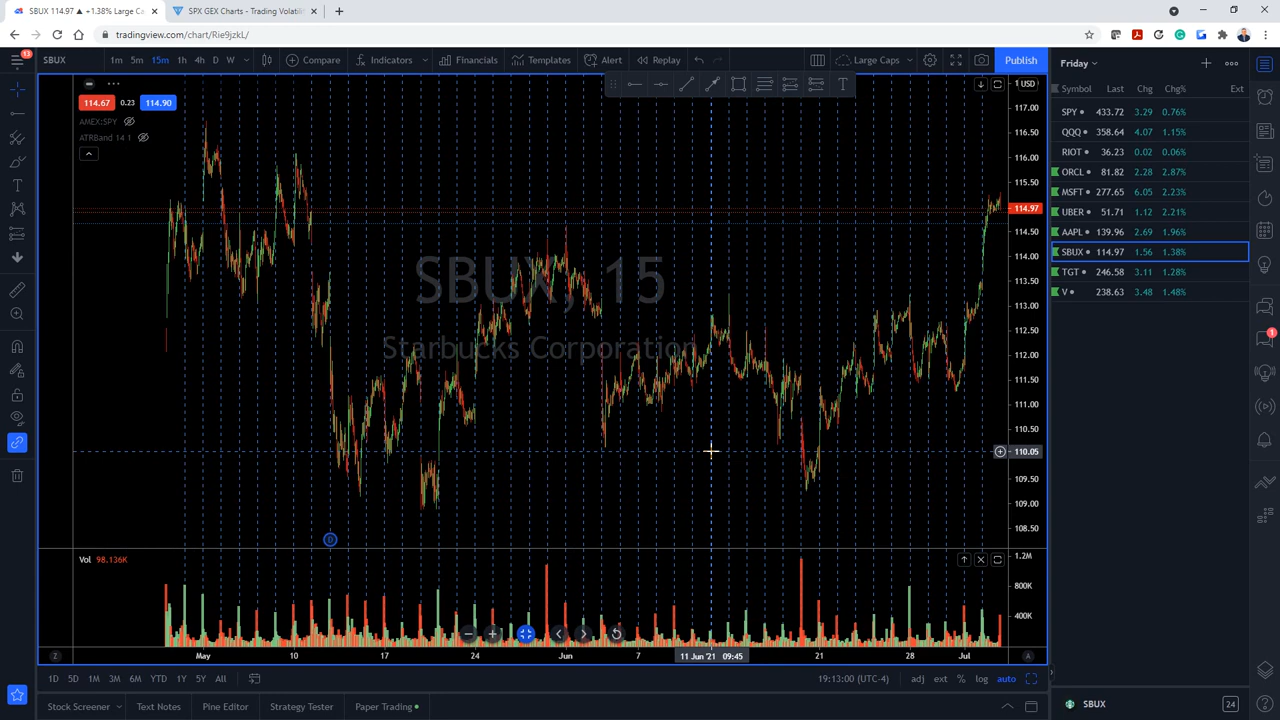 SBUX 114.97 ▲ +1.38% Large Ca
SPX GEX Charts - Trading Volatili
tradingview.com/chart/Rie9jzkL/
13
SBUX 1m 5m 15m 1h 4h D W Compare Indicators Financials Templates Alert Replay Large Caps Publish
T
114.67 0.23 114.90
AMEX:SPY
ATRBand 14 1
SBUX, 15
Starbucks Corporation
USD
117.00
116.50
116.00
115.50
114.97
114.50
114.00
113.50
113.00
112.50
112.00
111.50
111.00
110.50
110.05
109.50
109.00
108.50
D
Vol 98.136K
1.2M
800K
400K
Z May 10 17 24 Jun 7 11 Jun '21 09:45 21 28 Jul A
1D 5D 1M 3M 6M YTD 1Y 5Y All 19:13:00 (UTC-4) adj ext % log auto
Stock Screener Text Notes Pine Editor Strategy Tester Paper Trading
Friday
Symbol Last Chg Chg% Ext
SPY 433.72 3.29 0.76%
QQQ 358.64 4.07 1.15%
RIOT 36.23 0.02 0.06%
ORCL 81.82 2.28 2.87%
MSFT 277.65 6.05 2.23%
UBER 51.71 1.12 2.21%
AAPL 139.96 2.69 1.96%
SBUX 114.97 1.56 1.38%
TGT 246.58 3.11 1.28%
V 238.63 3.48 1.48%
1
SBUX 24